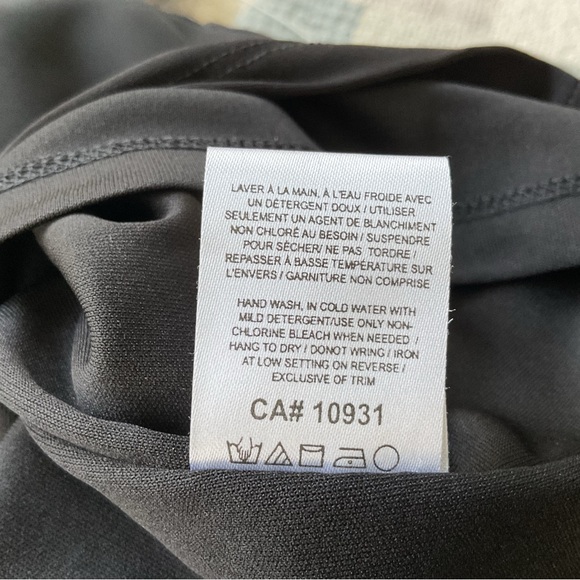 LAVER À LA MAIN, À L'EAU FROIDE AVEC
UN DÉTERGENT DOUX / UTILISER
SEULEMENT UN AGENT DE BLANCHIMENT
NON CHLORÉ AU BESOIN / SUSPENDRE
POUR SÉCHER/ NE PAS TORDRE /
REPASSER À BASSE TEMPÉRATURE SUR
L'ENVERS / GARNITURE NON COMPRISE
HAND WASH, IN COLD WATER WITH
MILD DETERGENT/USE ONLY NON-
CHLORINE BLEACH WHEN NEEDED /
HANG TO DRY / DONOT WRING / IRON
AT LOW SETTING ON REVERSE /
EXCLUSIVE OF TRIM
CA# 10931